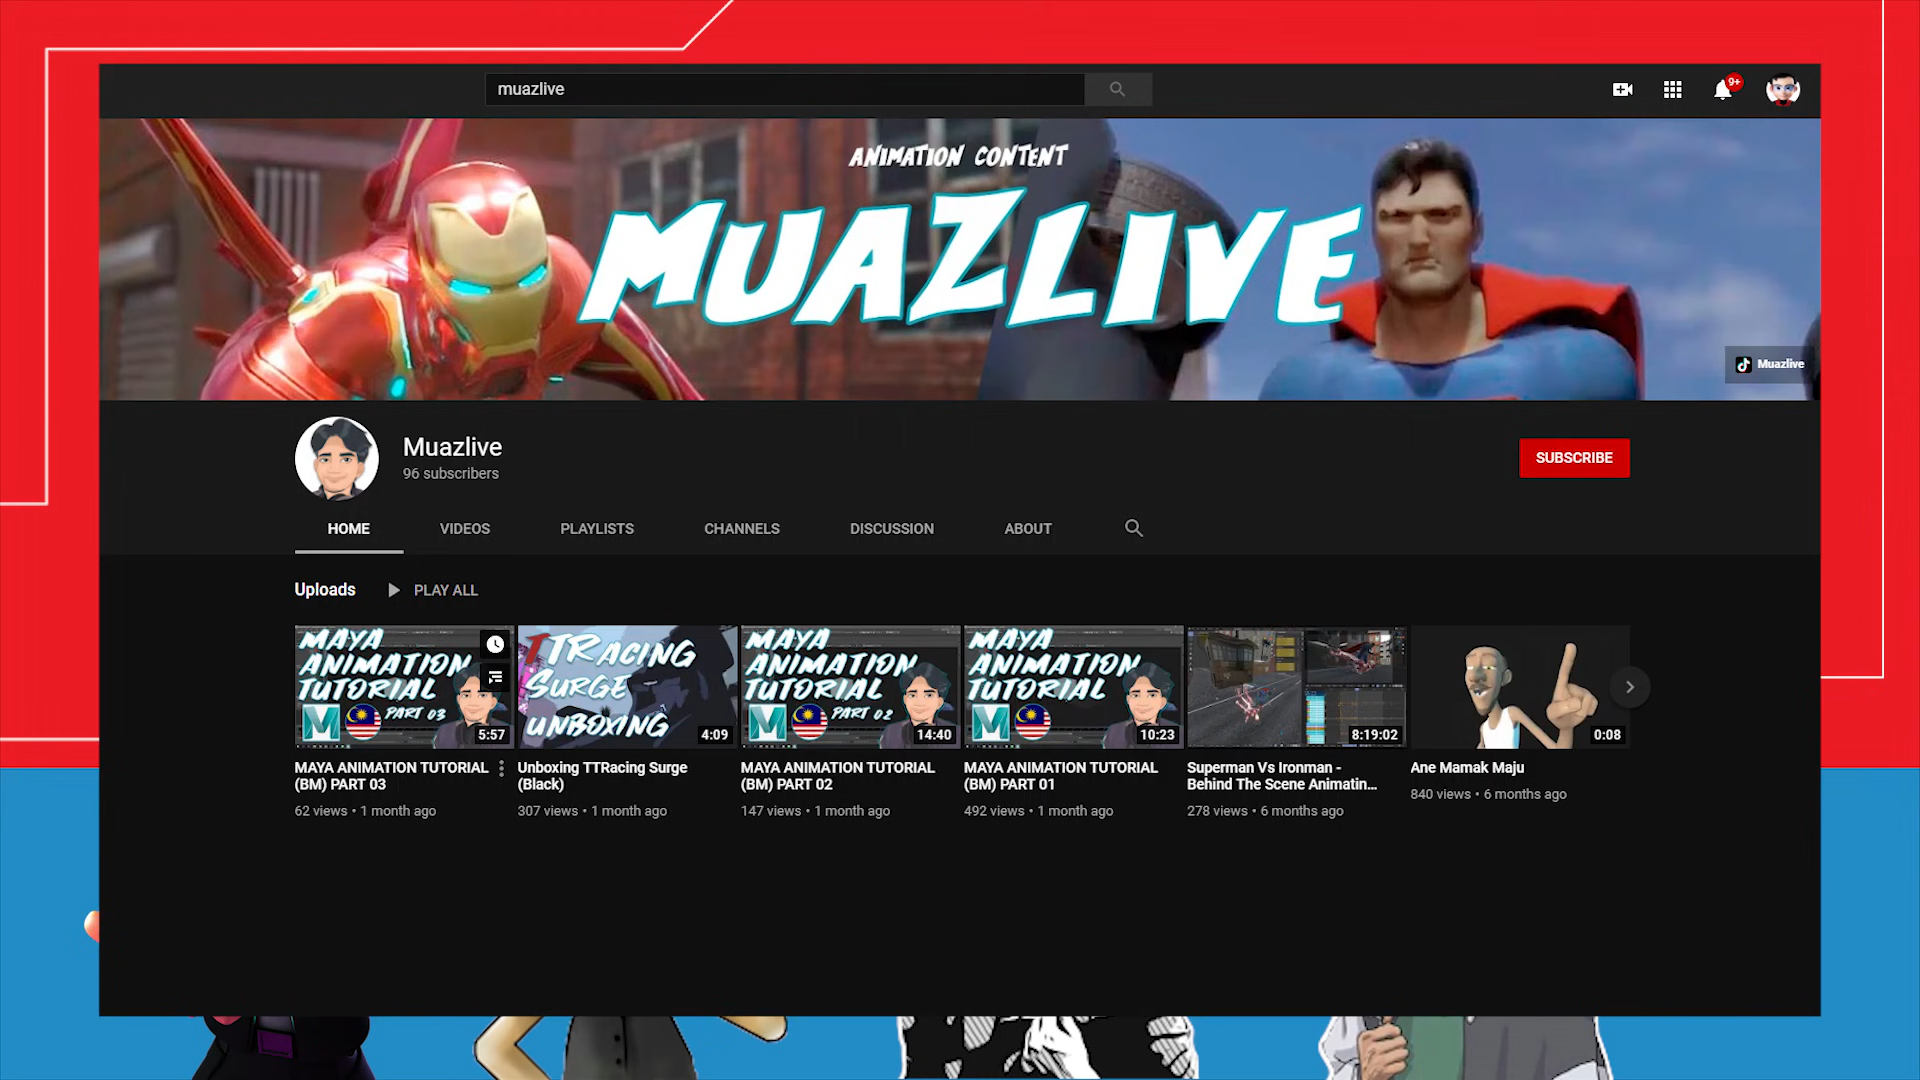 muazlive
9+
ANIMATION CONTENT
MUAZLIVE
Muazlive
Muazlive
96 subscribers
SUBSCRIBE
HOME VIDEOS PLAYLISTS CHANNELS DISCUSSION ABOUT
Uploads PLAY ALL
MAYA
ANIMATION
TUTORIAL
PART 03
5:57
TTRACING
SURGE
UNBOXING
4:09
MAYA
ANIMATION
TUTORIAL
PART 02
14:40
MAYA
ANIMATION
TUTORIAL
10:23
8:19:02
0:08
MAYA ANIMATION TUTORIAL
(BM) PART 03
62 views • 1 month ago
Unboxing TTRacing Surge
(Black)
307 views • 1 month ago
MAYA ANIMATION TUTORIAL
(BM) PART 02
147 views • 1 month ago
MAYA ANIMATION TUTORIAL
(BM) PART 01
492 views • 1 month ago
Superman Vs Ironman -
Behind The Scene Animatin...
278 views • 6 months ago
Ane Mamak Maju
840 views • 6 months ago